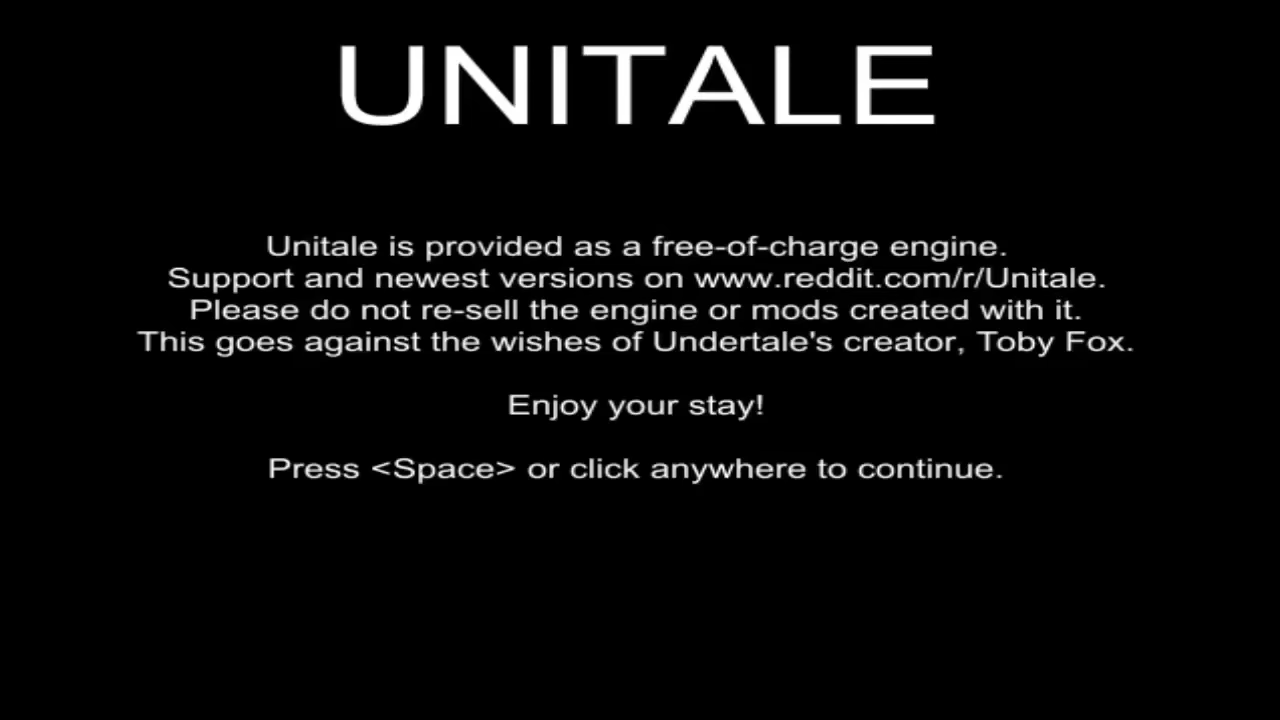 UNITALE
Unitale is provided as a free-of-charge engine.
Support and newest versions on www.reddit.com/r/Unitale.
Please do not re-sell the engine or mods created with it.
This goes against the wishes of Undertale's creator, Toby Fox.
Enjoy your stay!
Press <Space> or click anywhere to continue.